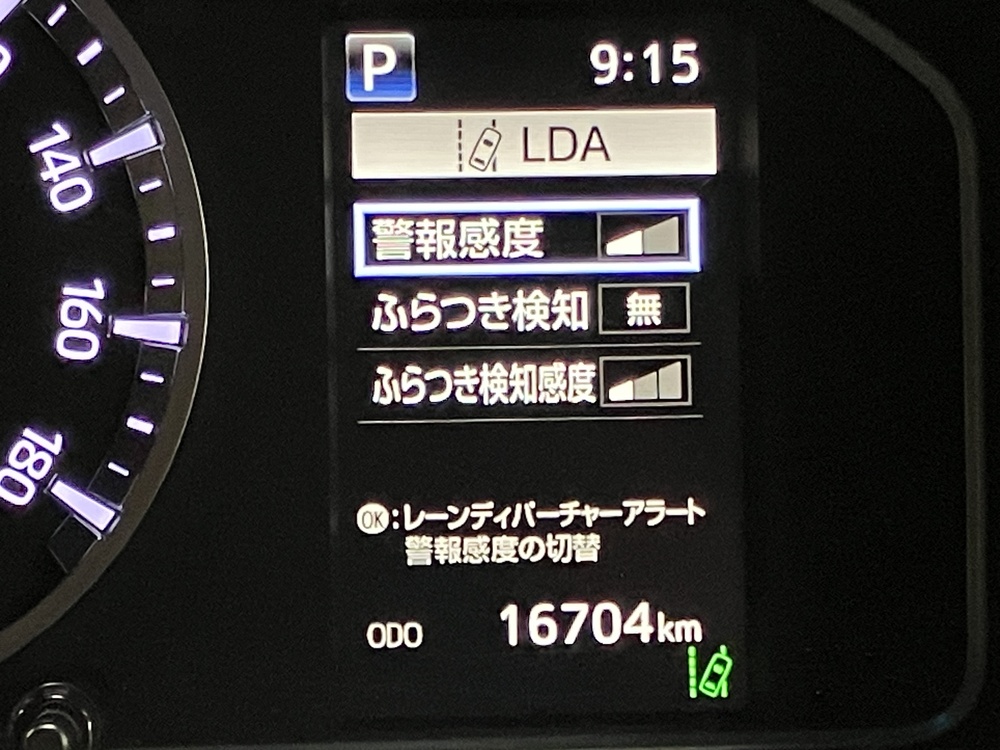 P 9:15
LDA
警報感度
ふらつき検知 無
ふらつき検知感度
OK:レーンディパーチャーアラート
警報感度の切替
ODO 16704km
140
160
180